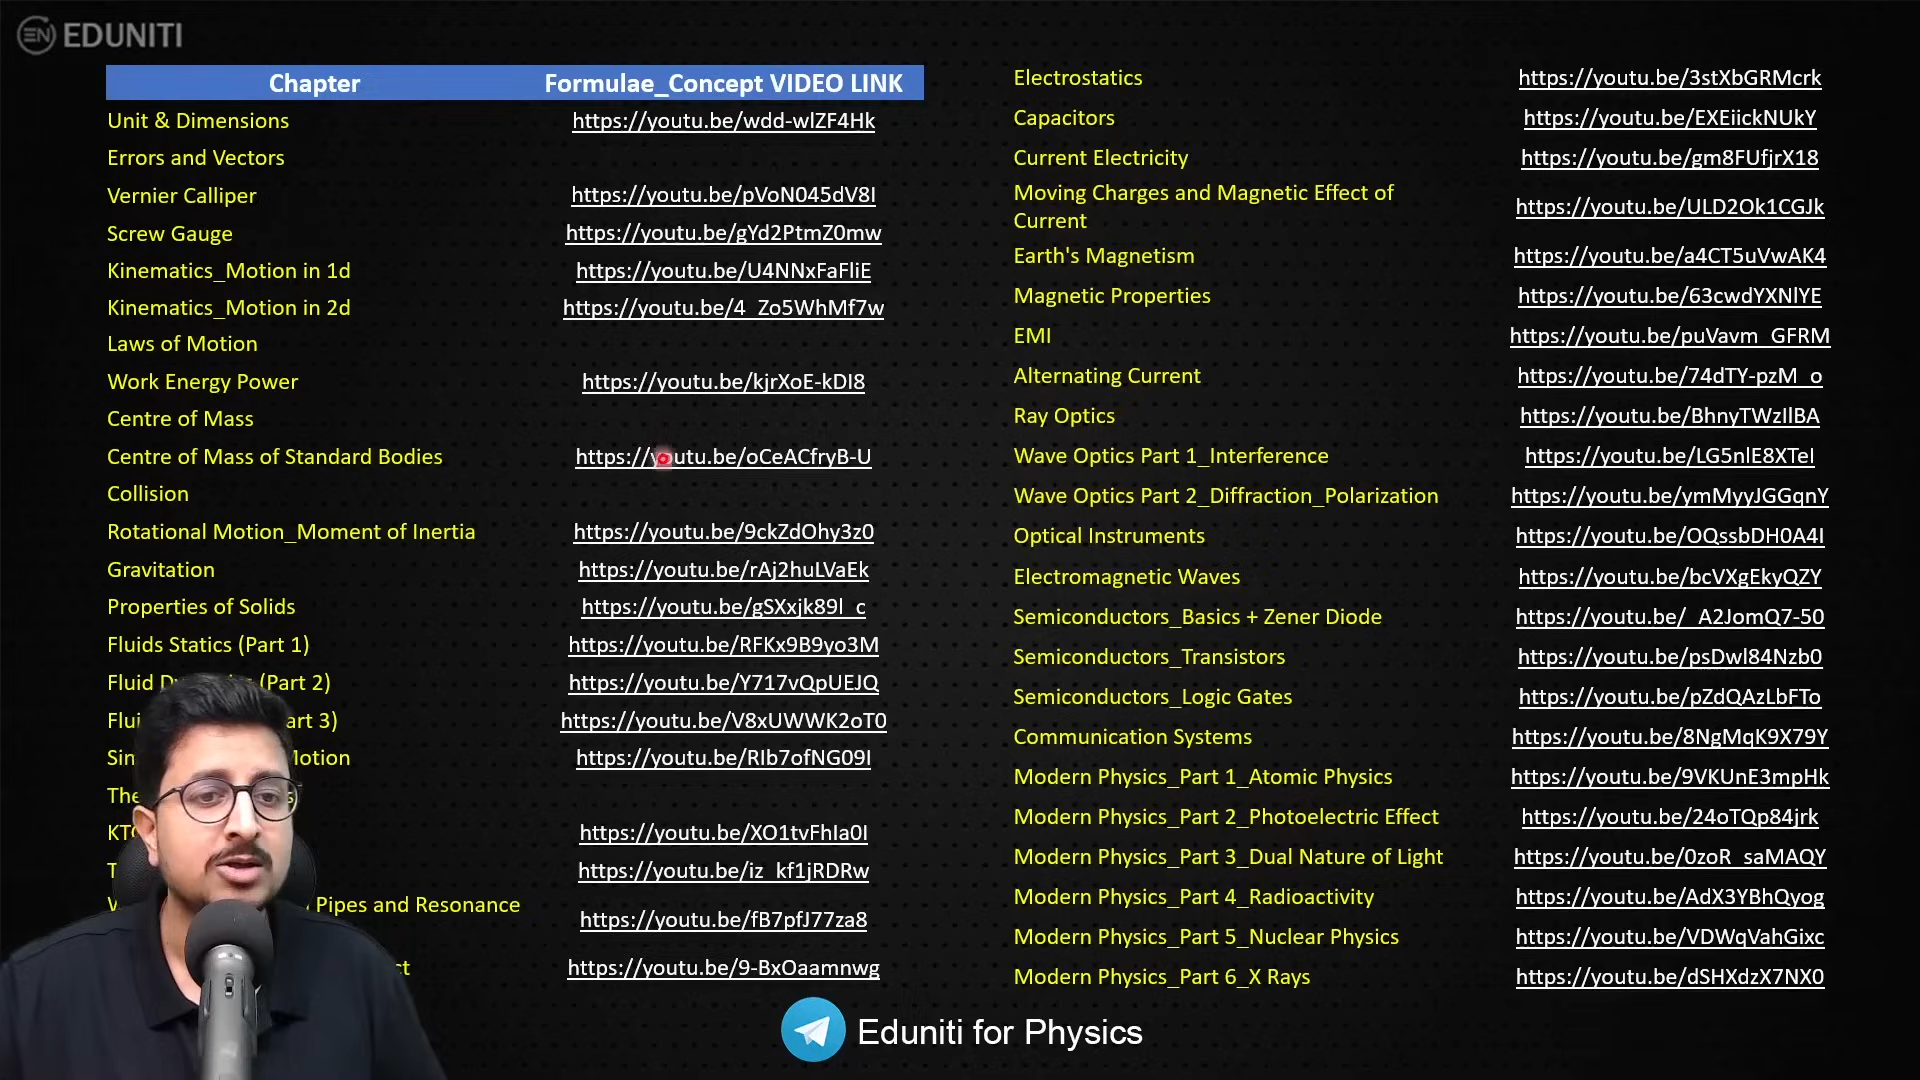 EN EDUNITI
Chapter Formulae_Concept VIDEO LINK
Unit & Dimensions https://youtu.be/wdd-wlZF4Hk
Errors and Vectors
Vernier Calliper https://youtu.be/pVoN045dV8I
Screw Gauge https://youtu.be/gYd2PtmZ0mw
Kinematics_Motion in 1d https://youtu.be/U4NNxFaFliE
Kinematics_Motion in 2d https://youtu.be/4_Zo5WhMf7w
Laws of Motion
Work Energy Power https://youtu.be/kjrXoE-kDI8
Centre of Mass
Centre of Mass of Standard Bodies https://youtu.be/oCeACfryB-U
Collision
Rotational Motion_Moment of Inertia https://youtu.be/9ckZdOhy3z0
Gravitation https://youtu.be/rAj2huLVaEk
Properties of Solids https://youtu.be/gSXxjk89l_c
Fluids Statics (Part 1) https://youtu.be/RFKx9B9yo3M
Fluid (Part 2) https://youtu.be/Y717vQpUEJQ
3) https://youtu.be/V8xUWWK2oT0
Motion https://youtu.be/RIb7ofNG09I
https://youtu.be/XO1tvFhIa0I
https://youtu.be/iz_kf1jRDRw
Pipes and Resonance https://youtu.be/fB7pfJ77za8
https://youtu.be/9-BxOaamnwg
Electrostatics https://youtu.be/3stXbGRMcrk
Capacitors https://youtu.be/EXEiickNUkY
Current Electricity https://youtu.be/gm8FUfjrX18
Moving Charges and Magnetic Effect of
Current https://youtu.be/ULD2Ok1CGJk
Earth's Magnetism https://youtu.be/a4CT5uVwAK4
Magnetic Properties https://youtu.be/63cwdYXNlYE
EMI https://youtu.be/puVavm_GFRM
Alternating Current https://youtu.be/74dTY-pzM_o
Ray Optics https://youtu.be/BhnyTWzIlBA
Wave Optics Part 1_Interference https://youtu.be/LG5nlE8XTeI
Wave Optics Part 2_Diffraction_Polarization https://youtu.be/ymMyyJGGqnY
Optical Instruments https://youtu.be/OQssbDH0A4I
Electromagnetic Waves https://youtu.be/bcVXgEkyQZY
Semiconductors_Basics + Zener Diode https://youtu.be/_A2JomQ7-50
Semiconductors_Transistors https://youtu.be/psDwl84Nzb0
Semiconductors_Logic Gates https://youtu.be/pZdQAzLbFTo
Communication Systems https://youtu.be/8NgMqK9X79Y
Modern Physics_Part 1_Atomic Physics https://youtu.be/9VKUnE3mpHk
Modern Physics_Part 2_Photoelectric Effect https://youtu.be/24oTQp84jrk
Modern Physics_Part 3_Dual Nature of Light https://youtu.be/0zoR_saMAQY
Modern Physics_Part 4_Radioactivity https://youtu.be/AdX3YBhQyog
Modern Physics_Part 5_Nuclear Physics https://youtu.be/VDWqVahGixc
Modern Physics_Part 6_X Rays https://youtu.be/dSHXdzX7NX0
Eduniti for Physics